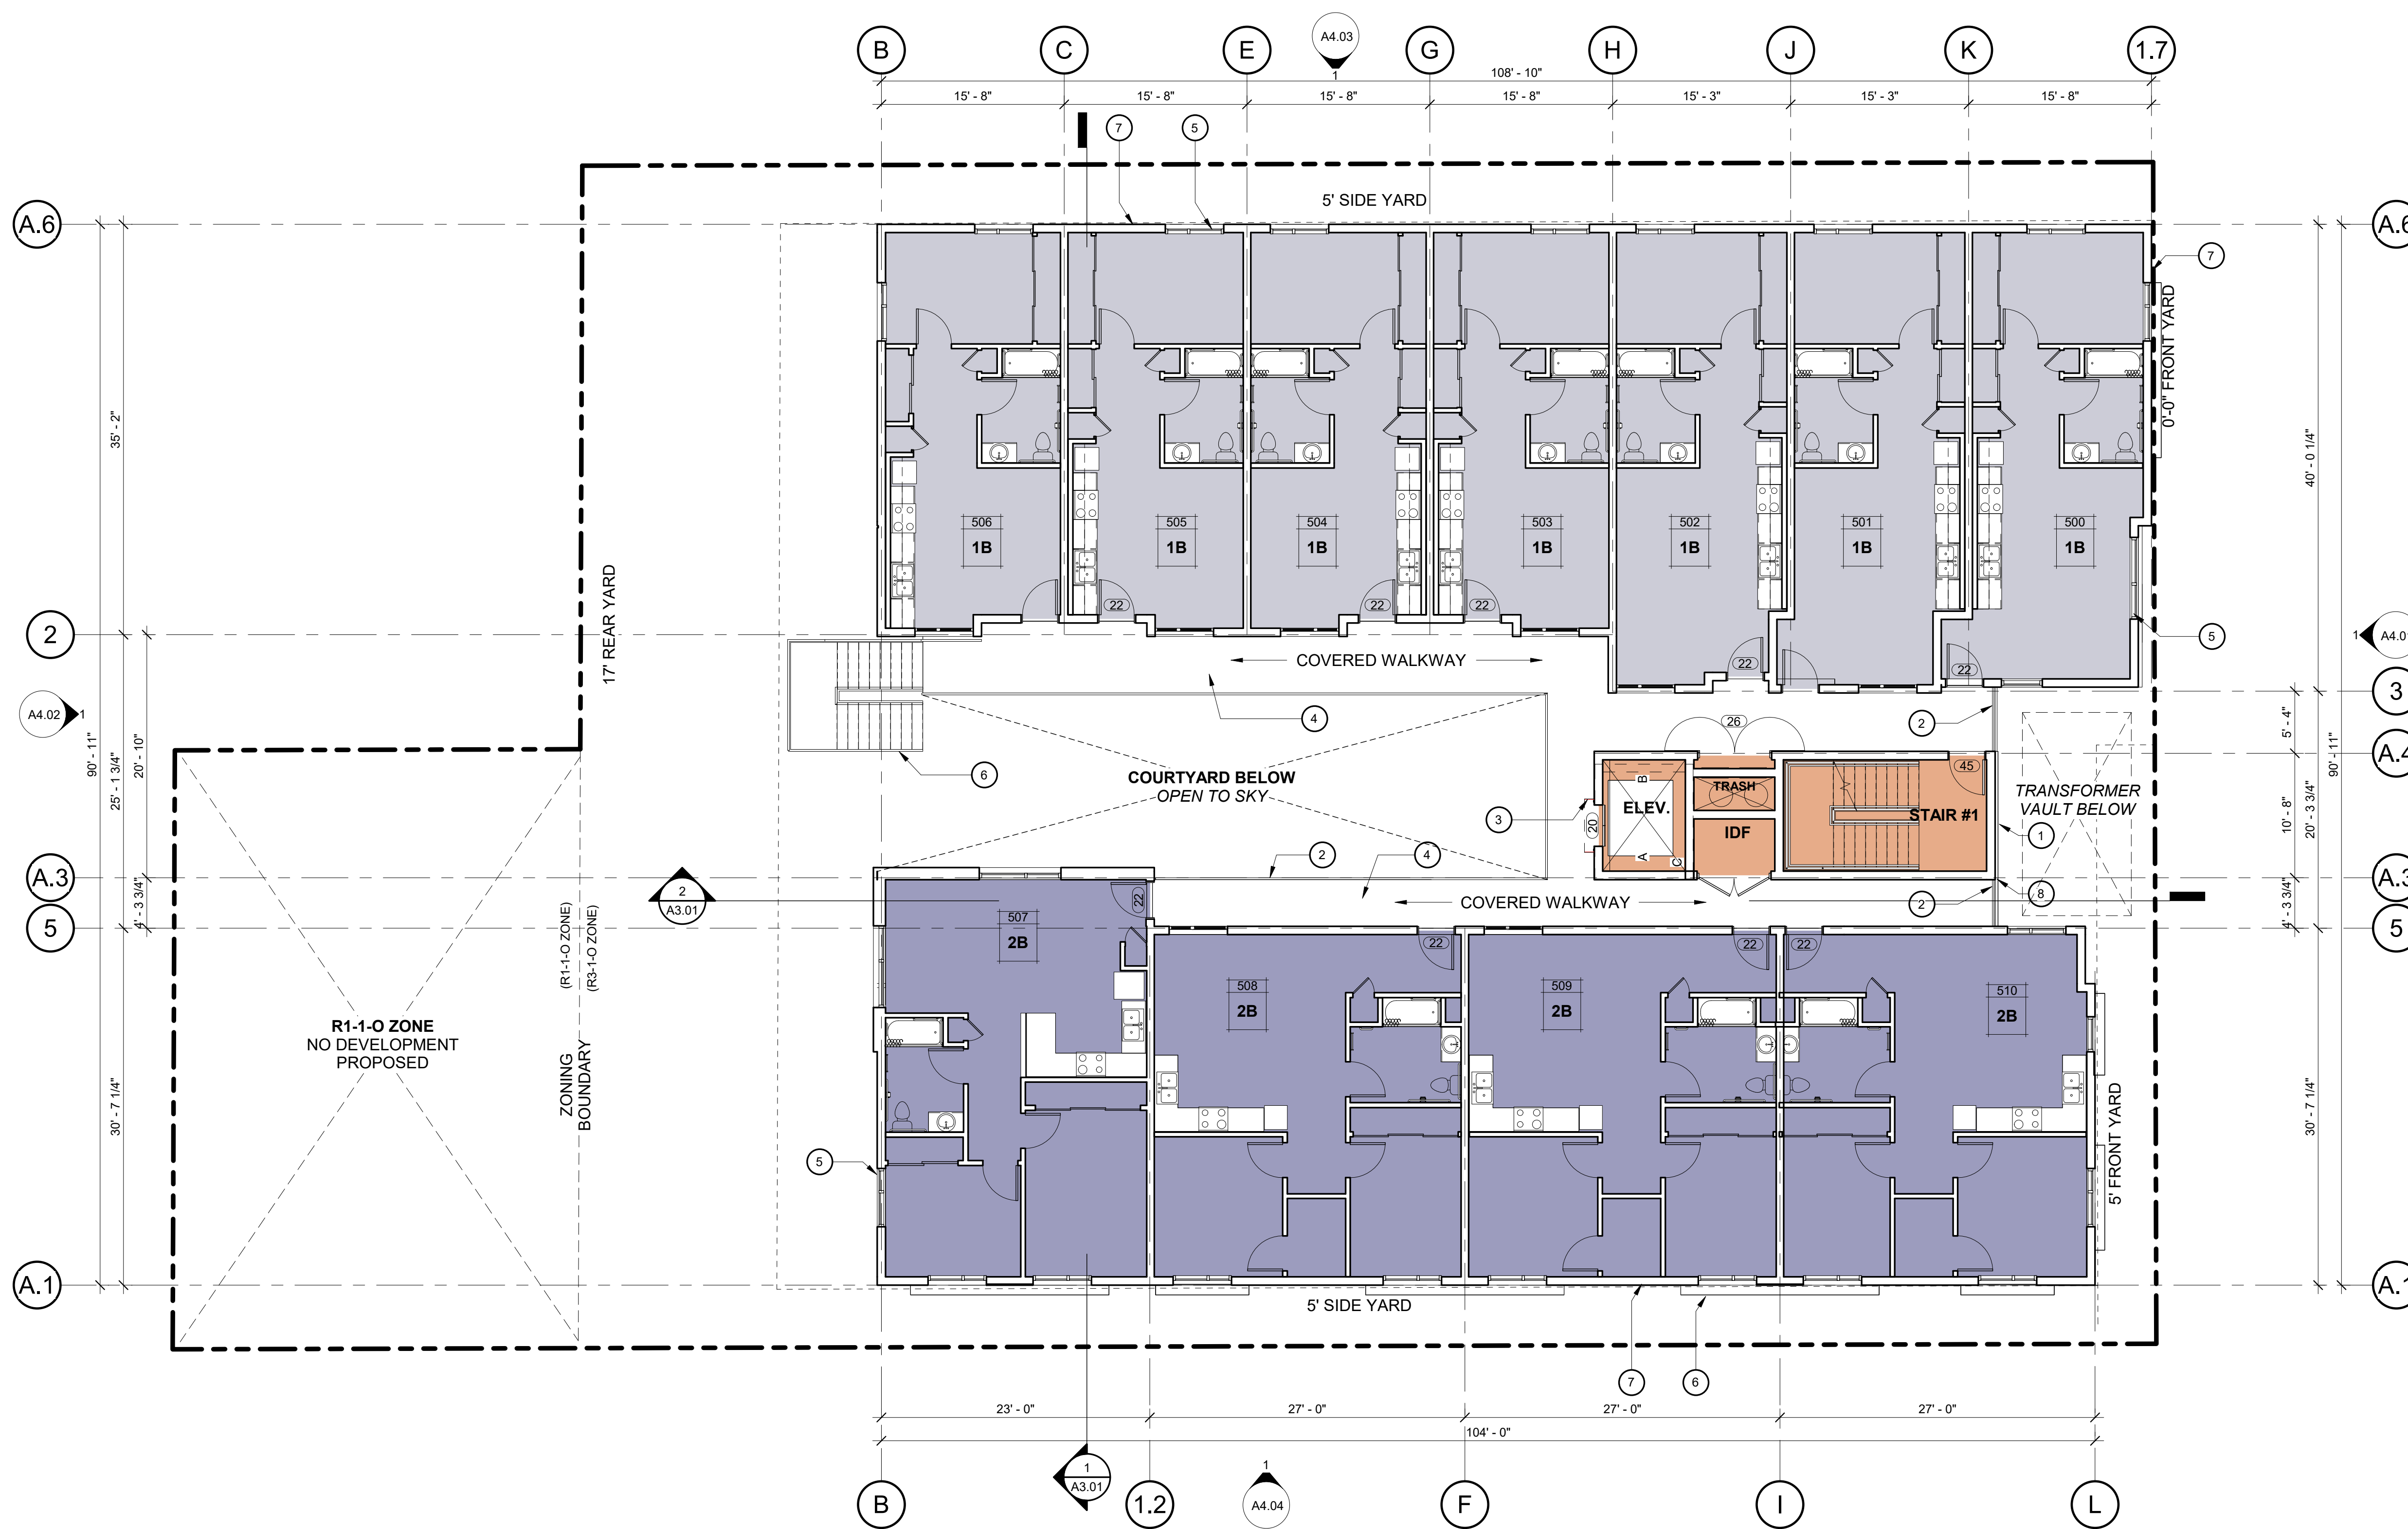 B C E G H J K 1.7
A4.03
1
108' - 10"
15' - 8" 15' - 8" 15' - 8" 15' - 8" 15' - 3" 15' - 3" 15' - 8"
7 5
5' SIDE YARD
A.6
7
0'-0" FRONT YARD
35' - 2"
40' - 0 1/4"
506 505 504 503 502 501 500
1B 1B 1B 1B 1B 1B 1B
22 22 22 22 22
17' REAR YARD
2
5
1
COVERED WALKWAY
3
A4.02 1
4
2
26
5' - 4"
90' - 11"
25' - 1 3/4"
20' - 10"
6
COURTYARD BELOW
OPEN TO SKY
3
20
ELEV.
A B C
TRASH
IDF
45
STAIR #1
TRANSFORMER
VAULT BELOW
1
10' - 8"
20' - 3 3/4"
90' - 11"
2 4
8
2
A.3
4' - 3 3/4"
4' - 3 3/4"
2
A3.01
COVERED WALKWAY
5
5
22
507
2B
22 22 22
508 509 510
2B 2B 2B
(R1-1-O ZONE)
(R3-1-O ZONE)
R1-1-O ZONE
NO DEVELOPMENT
PROPOSED
ZONING
BOUNDARY
30' - 7 1/4"
30' - 7 1/4"
5' FRONT YARD
5
A.1
5' SIDE YARD
7 6
23' - 0" 27' - 0" 27' - 0" 27' - 0"
104' - 0"
1
A3.01
1
A4.04
B 1.2 F I L